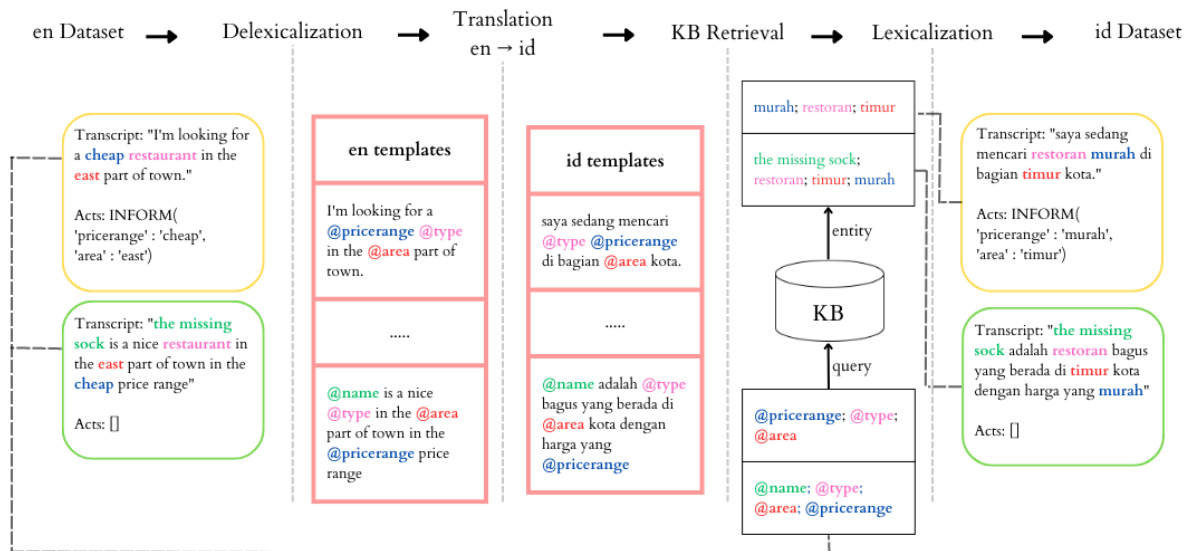 en Dataset
Delexicalization
Translation
en → id
KB Retrieval
Lexicalization
id Dataset
Transcript: "I'm looking for
a cheap restaurant in the
east part of town."
Acts: INFORM(
'pricerange' : 'cheap',
'area' : 'east')
Transcript: "the missing
sock is a nice restaurant in
the east part of town in the
cheap price range"
Acts: []
en templates
I'm looking for a
@pricerange @type
in the @area part of
town.
.....
@name is a nice
@type in the @area
part of town in the
@pricerange price
range
id templates
saya sedang mencari
@type @pricerange
di bagian @area kota.
.....
@name adalah @type
bagus yang berada di
@area kota dengan
harga yang
@pricerange
murah; restoran; timur
the missing sock;
restoran; timur; murah
entity
KB
query
@pricerange; @type;
@area
@name; @type;
@area; @pricerange
Transcript: "saya sedang
mencari restoran murah di
bagian timur kota."
Acts: INFORM(
'pricerange' : 'murah',
'area' : 'timur')
Transcript: "the missing
sock adalah restoran bagus
yang berada di timur kota
dengan harga yang murah"
Acts: []